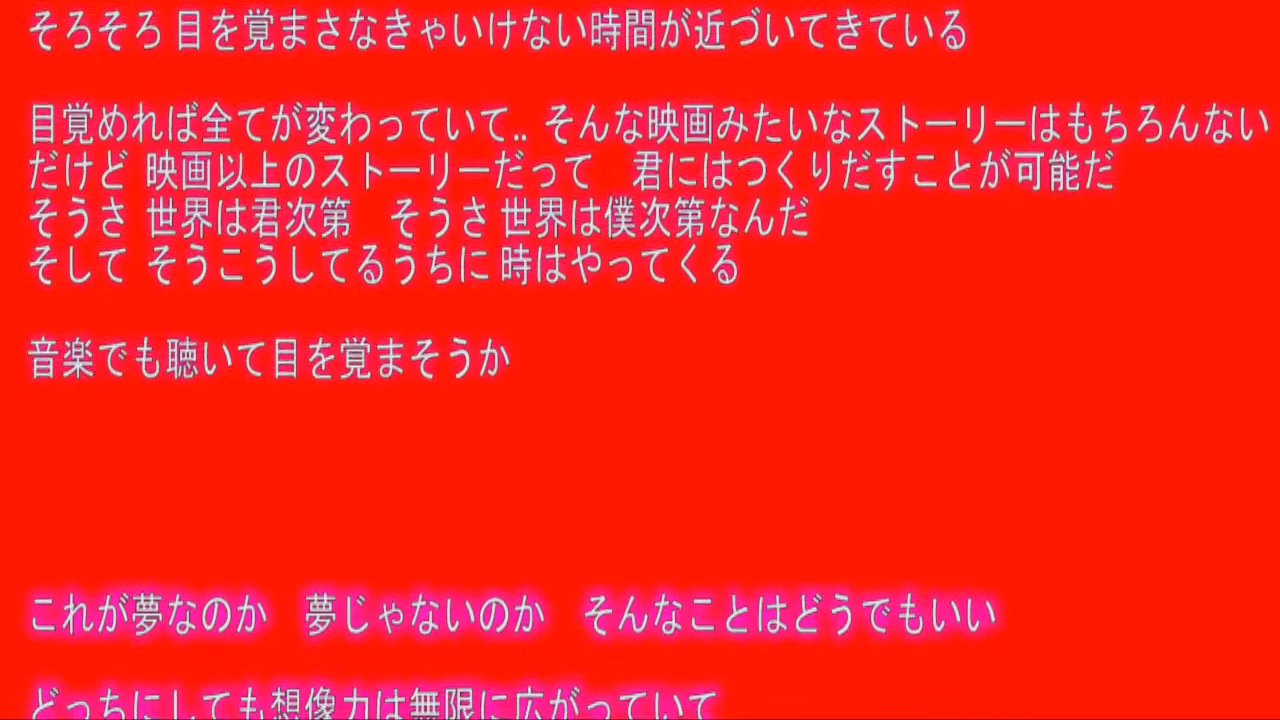 そろそろ 目を覚まさなきゃいけない時間が近づいてきている
目覚めれば全てが変わっていて.. そんな映画みたいなストーリーはもちろんない
だけど 映画以上のストーリーだって　君にはつくりだすことが可能だ
そうさ 世界は君次第　そうさ 世界は僕次第なんだ
そして そうこうしてるうちに 時はやってくる
音楽でも聴いて目を覚まそうか
これが夢なのか　夢じゃないのか　そんなことはどうでもいい
どっちにしても想像力は無限に広がっていて